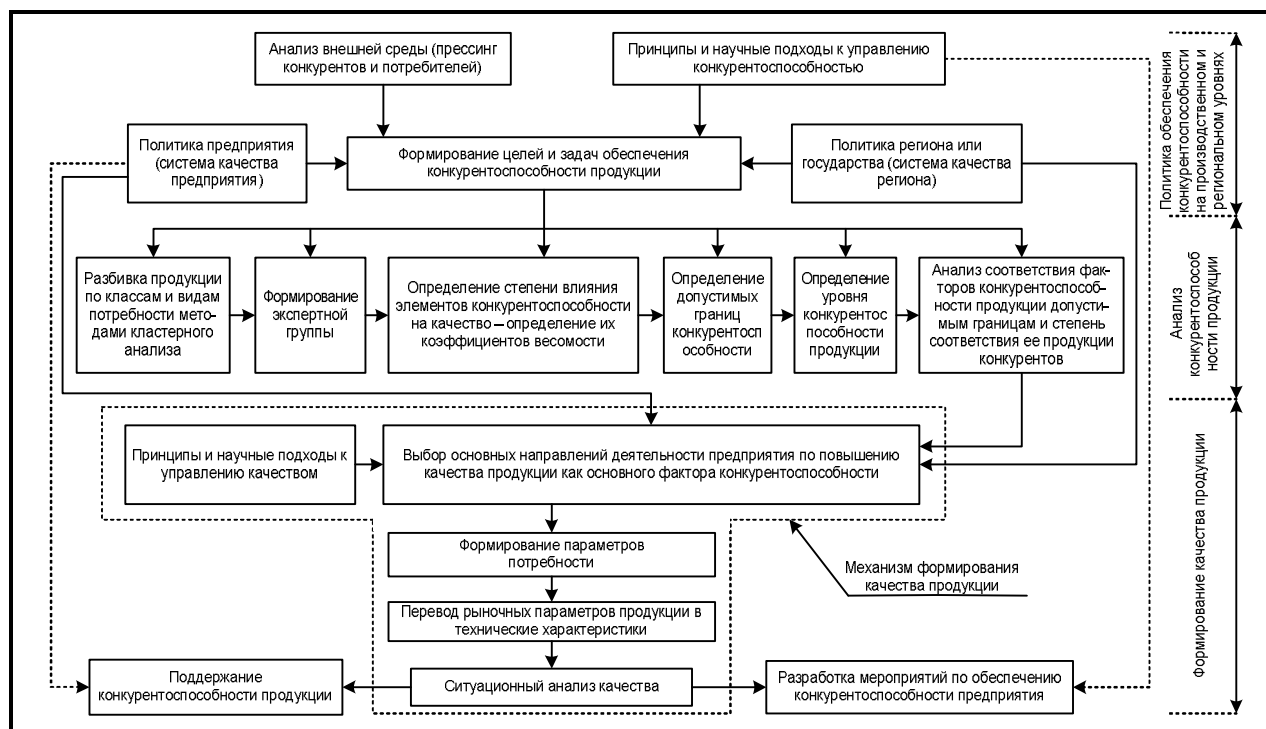 Анализ внешней среды (прессинг
конкурентов и потребителей)
Принципы и научные подходы к управлению
конкурентоспособностью
Политика предприятия
(система качества
предприятия)
Формирование целей и задач обеспечения
конкурентоспособности продукции
Политика региона или
государства (система качества
региона)
Политика обеспечения
конкурентоспособности
на производственном и
региональном уровнях
Разбивка продукции
по классам и видам
потребности мето-
дами кластерного
анализа
Формирование
экспертной
группы
Определение степени влияния
элементов конкурентоспособности
на качество – определение их
коэффициентов весомости
Определение
допустимых
границ
конкурентосп
особности
Определение
уровня
конкурентос
пособности
продукции
Анализ соответствия фак-
торов конкурентоспособ-
ности продукции допусти-
мым границам и степень
соответствия ее продукции
конкурентов
Анализ
конкурентоспособ
ности продукции
Принципы и научные подходы к
управлению качеством
Выбор основных направлений деятельности предприятия по повышению
качества продукции как основного фактора конкурентоспособности
Формирование параметров
потребности
Механизм формирования
качества продукции
Перевод рыночных параметров продукции в
технические характеристики
Поддержание
конкурентоспособности продукции
Ситуационный анализ качества
Разработка мероприятий по обеспечению
конкурентоспособности предприятия
Формирование качества продукции